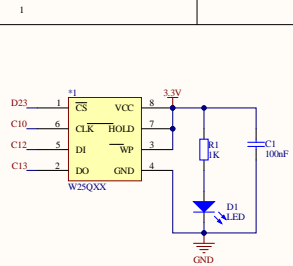 1
*1
3.3V
D23 1 CS VCC 8
C10 6 CLK HOLD 7
C12 5 DI WP 3
C13 2 DO GND 4
W25QXX
R1
1K
C1
100nF
D1
LED
GND